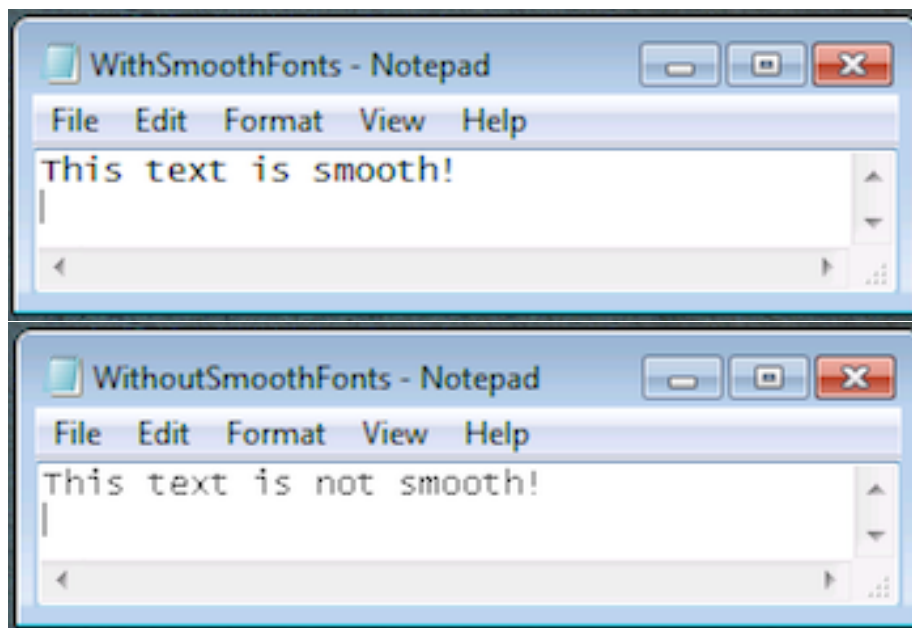 WithSmoothFonts - Notepad
File Edit Format View Help
This text is smooth!
WithoutSmoothFonts - Notepad
File Edit Format View Help
This text is not smooth!